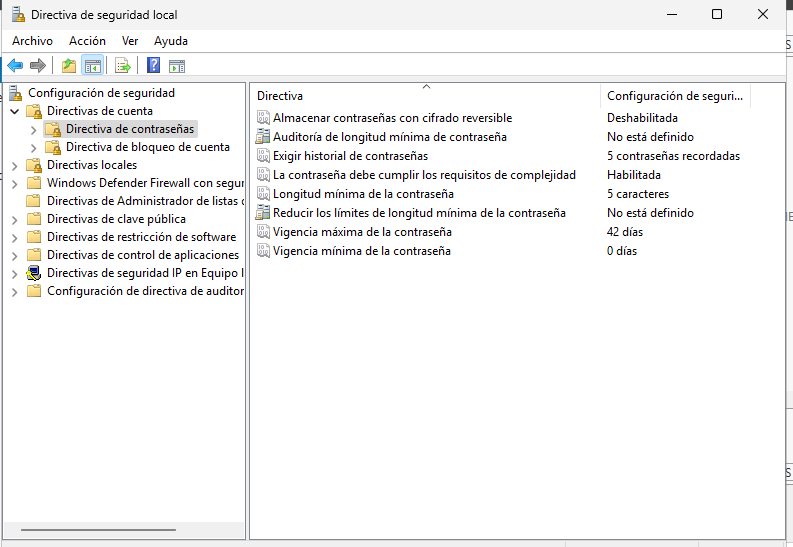 Directiva de seguridad local
Archivo Acción Ver Ayuda
Configuración de seguridad
Directivas de cuenta
Directiva de contraseñas
Directiva de bloqueo de cuenta
Directivas locales
Windows Defender Firewall con segur
Directivas de Administrador de listas d
Directivas de clave pública
Directivas de restricción de software
Directivas de control de aplicaciones
Directivas de seguridad IP en Equipo l
Configuración de directiva de auditor
Directiva Configuración de seguri...
Almacenar contraseñas con cifrado reversible Deshabilitada
Auditoría de longitud mínima de contraseña No está definido
Exigir historial de contraseñas 5 contraseñas recordadas
La contraseña debe cumplir los requisitos de complejidad Habilitada
Longitud mínima de la contraseña 5 caracteres
Reducir los límites de longitud mínima de la contraseña No está definido
Vigencia máxima de la contraseña 42 días
Vigencia mínima de la contraseña 0 días